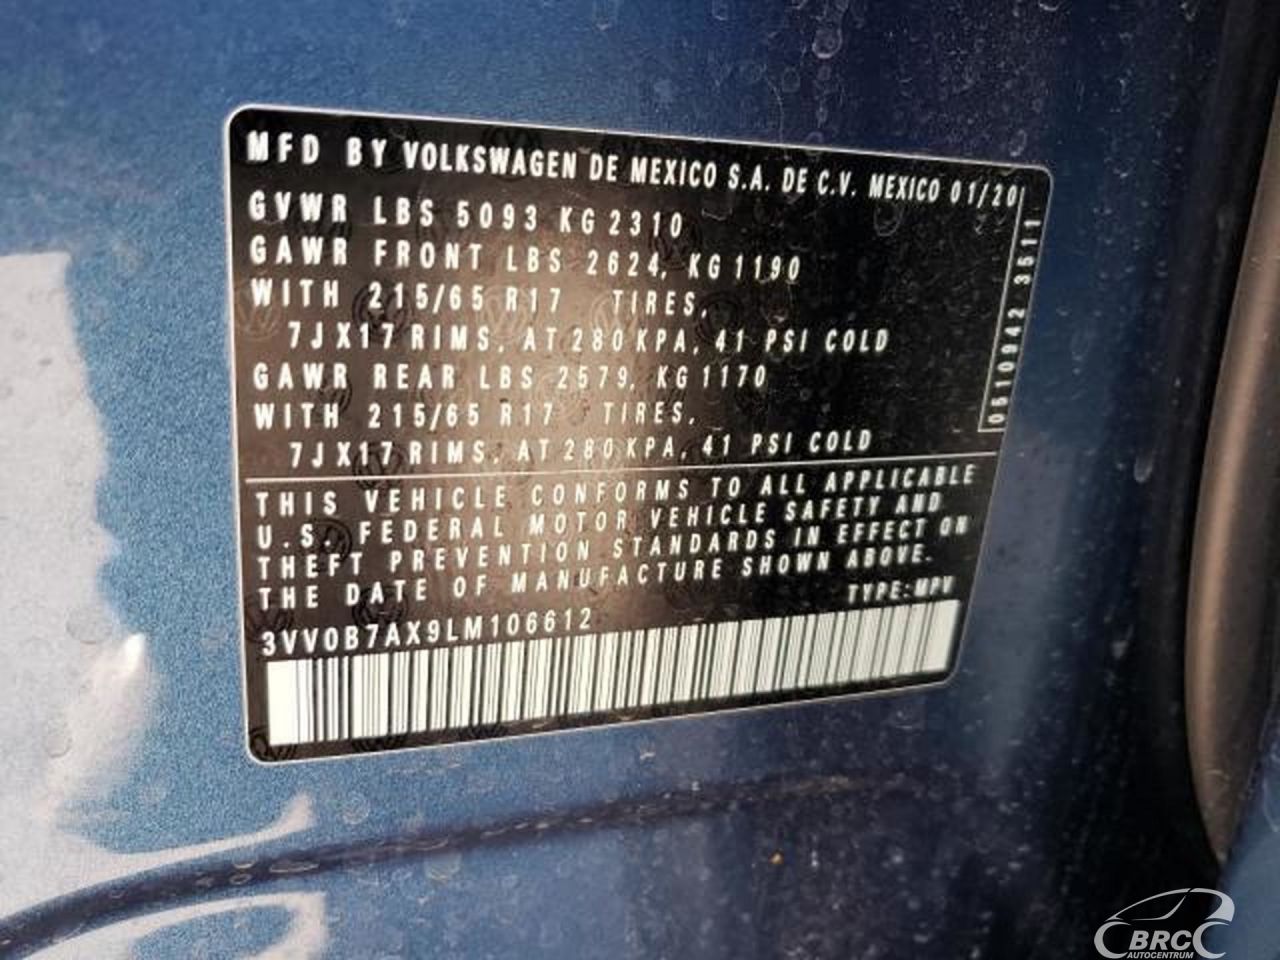 MFD BY VOLKSWAGEN DE MEXICO S.A. DE C.V. MEXICO 01/20
GVWR LBS 5093 KG 2310
GAWR FRONT LBS 2624, KG 1190
WITH 215/65 R17 TIRES,
7JX17 RIMS, AT 280 KPA, 41 PSI COLD
GAWR REAR LBS 2579, KG 1170
WITH 215/65 R17 TIRES,
7JX17 RIMS, AT 280 KPA, 41 PSI COLD
0510942 3511
THIS VEHICLE CONFORMS TO ALL APPLICABLE
U.S. FEDERAL MOTOR VEHICLE SAFETY AND
THEFT PREVENTION STANDARDS IN EFFECT ON
THE DATE OF MANUFACTURE SHOWN ABOVE.
TYPE:MPV
3VV0B7AX9LM106612
BRC
AUTOCENTRUM